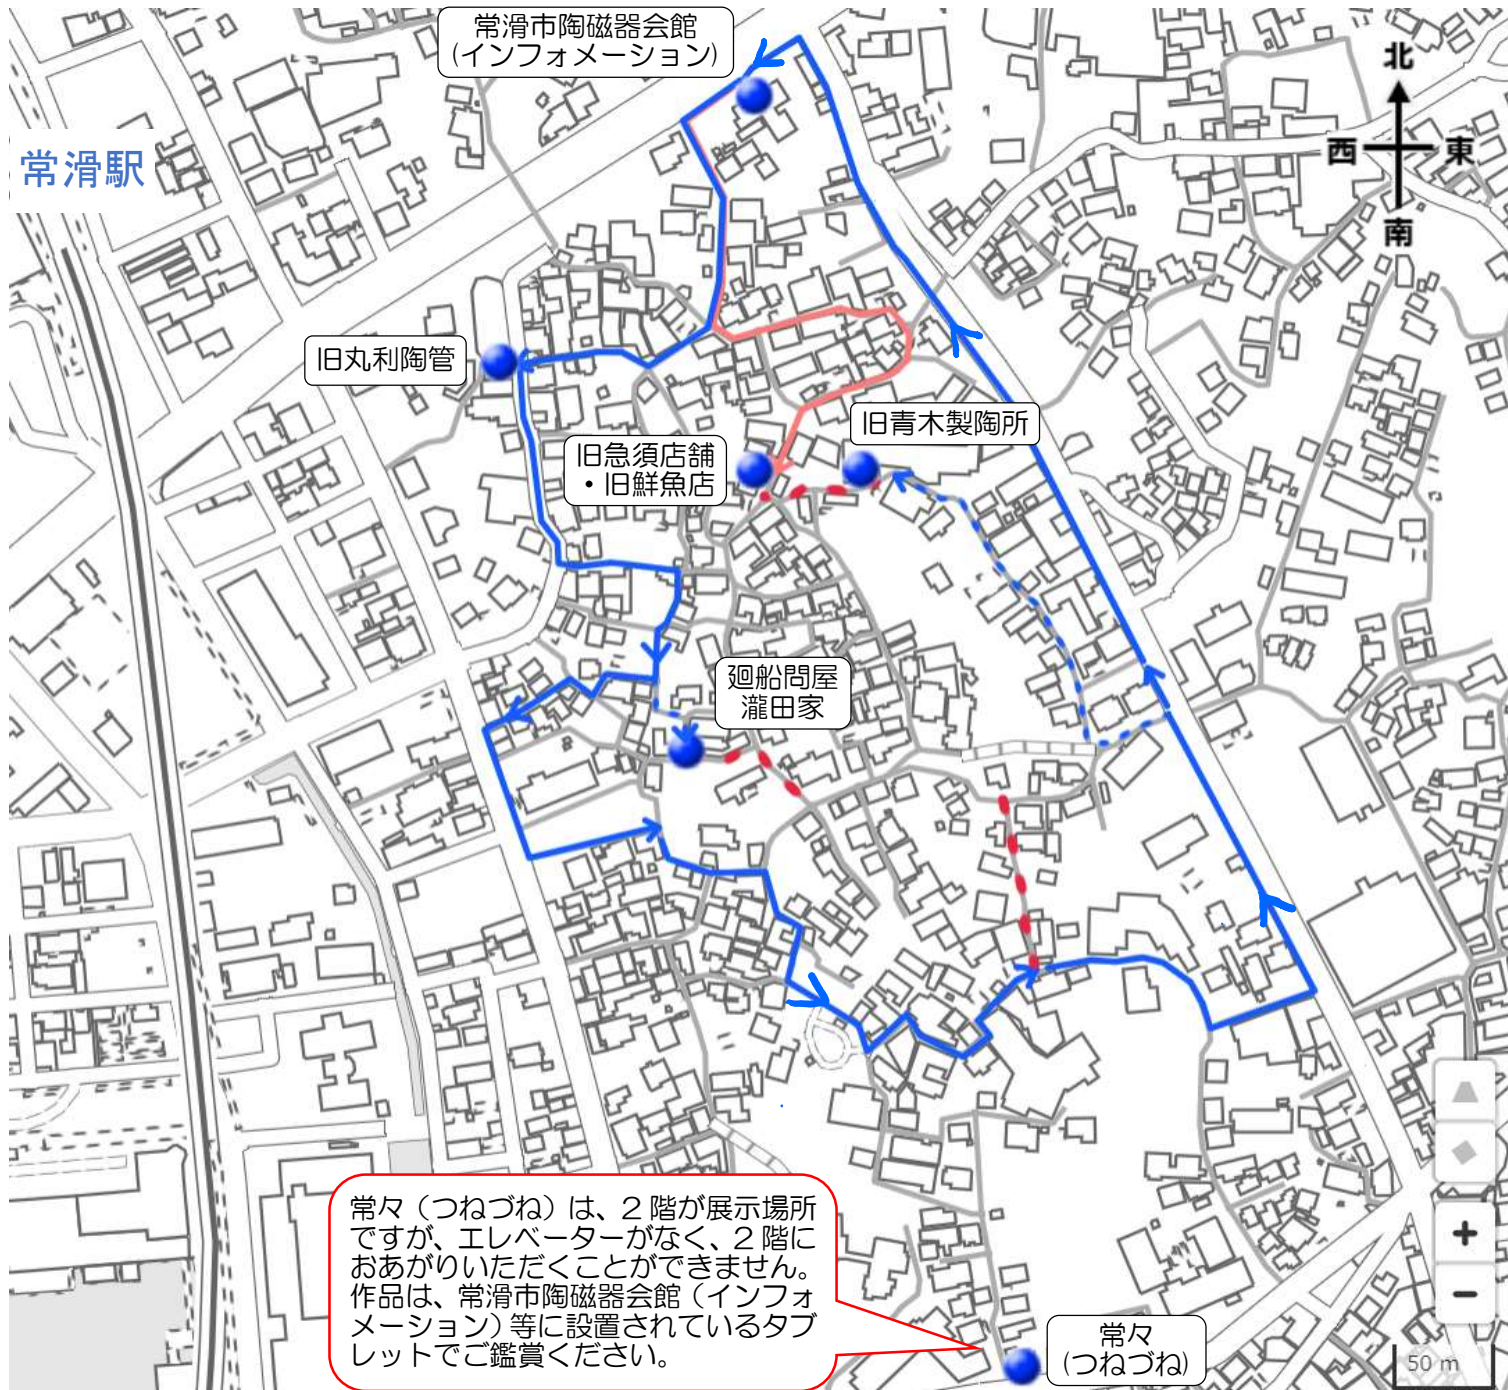 常滑市陶磁器会館
(インフォメーション)
北
西
東
南
常滑駅
旧丸利陶管
旧青木製陶所
旧急須店舗
・旧鮮魚店
廻船問屋
瀧田家
常々（つねづね）は、２階が展示場所
ですが、エレベーターがなく、２階に
おあがりいただくことができません。
作品は、常滑市陶磁器会館（インフォ
メーション）等に設置されているタブ
レットでご鑑賞ください。
常々
(つねづね)
+
−
50 m